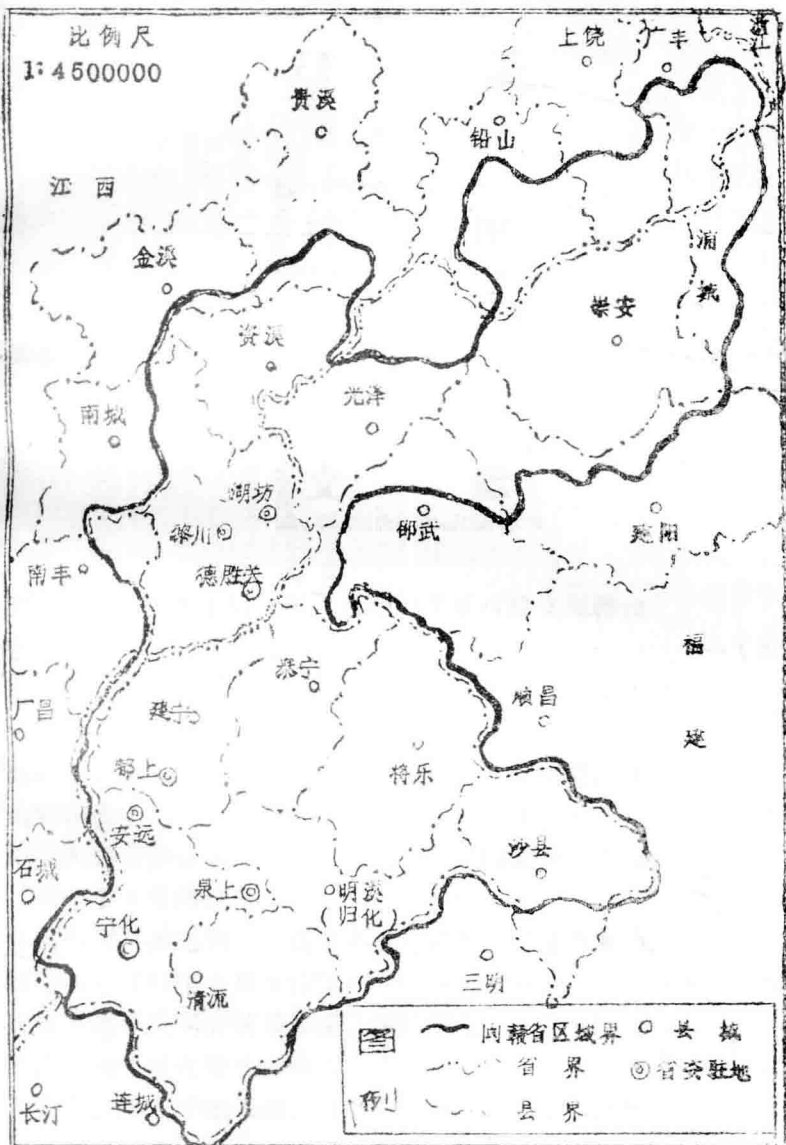 比例尺
1:4500000
浙江
上饶
广丰
贵溪
铅山
江西
金溪
浦城
崇安
资溪
光泽
南城
湖坊
黎川
邵武
建阳
德胜关
南丰
泰宁
福建
广昌
建宁
顺昌
都上
将乐
安远
石城
沙县
泉上
明溪
(归化)
宁化
清流
三明
图例
闽赣省区域界
县城
省界
省委驻地
县界
长汀
连城